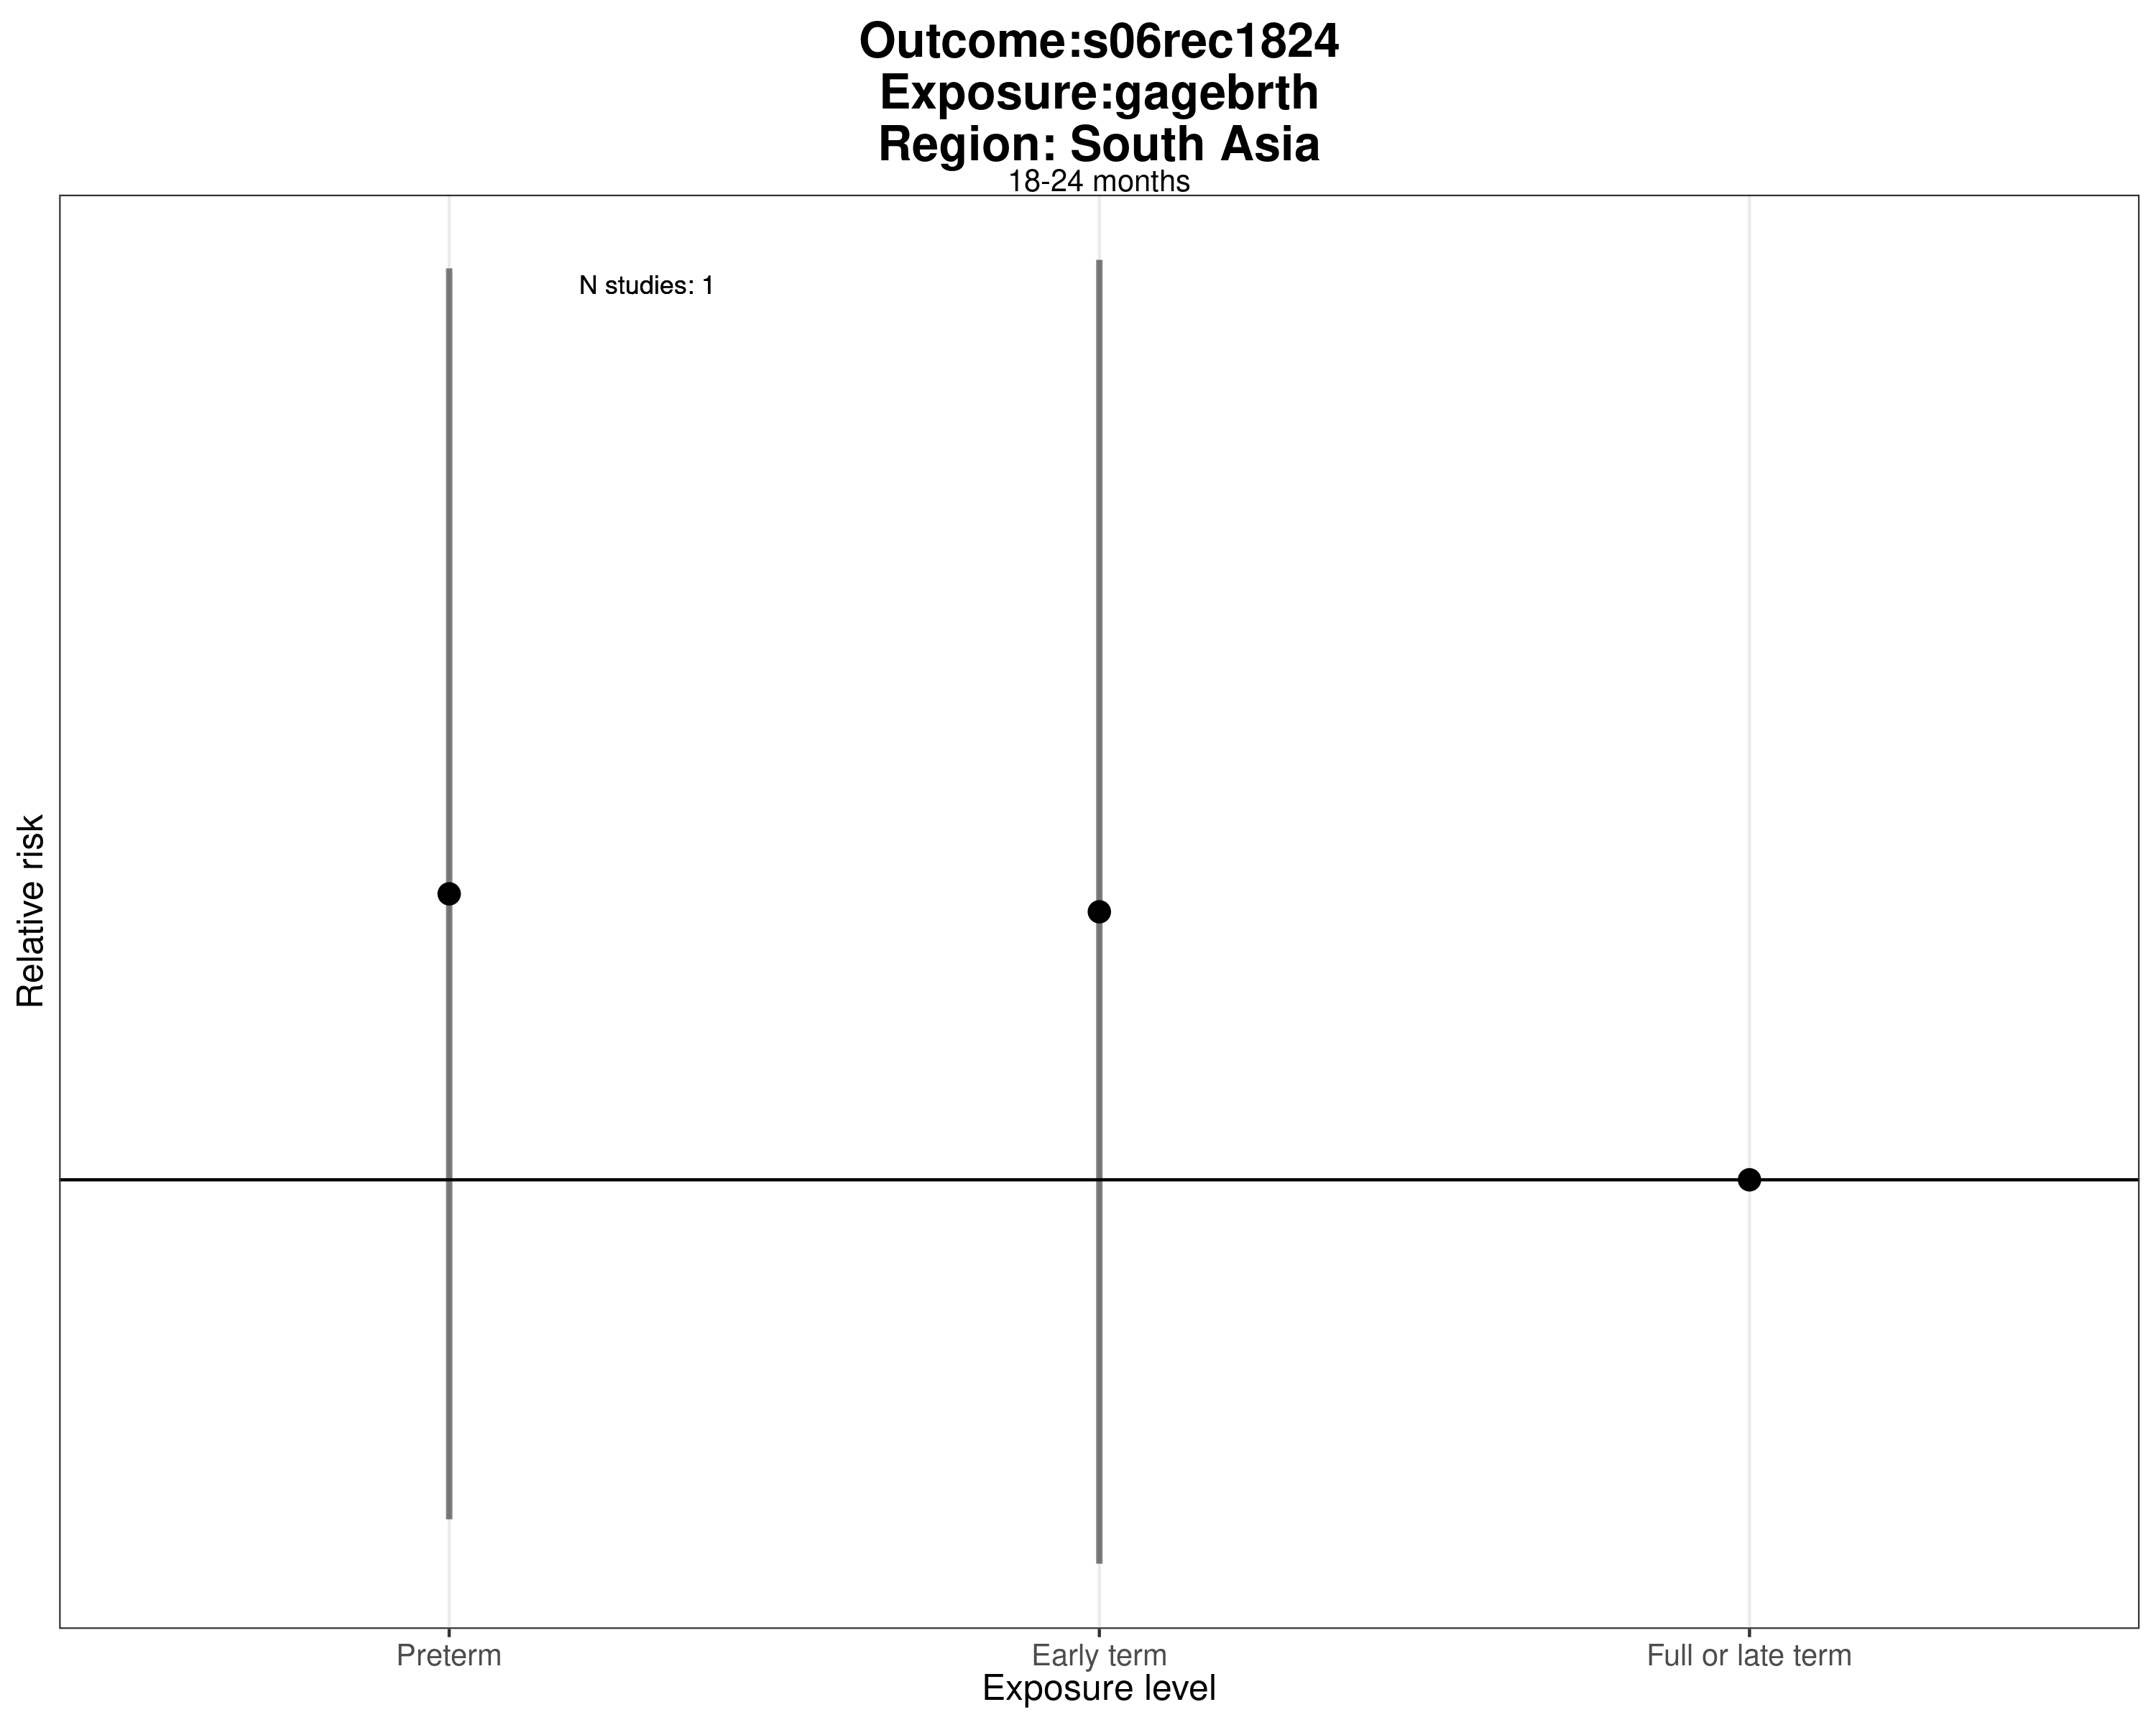 Outcome:s06rec1824
Exposure:gagebrth
Region: South Asia
18-24 months
N studies: 1
Relative risk
Preterm
Early term
Full or late term
Exposure level